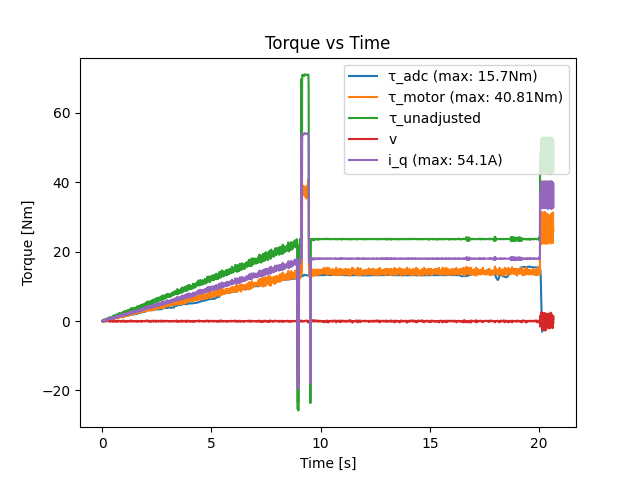 Torque vs Time
τ_adc (max: 15.7Nm)
τ_motor (max: 40.81Nm)
τ_unadjusted
v
i_q (max: 54.1A)
Torque [Nm]
60
40
20
0
−20
0
5
10
15
20
Time [s]